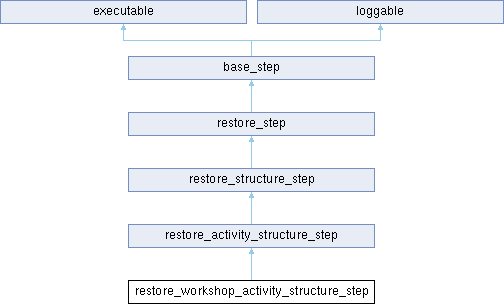 executable
loggable
base_step
restore_step
restore_structure_step
restore_activity_structure_step
restore_workshop_activity_structure_step